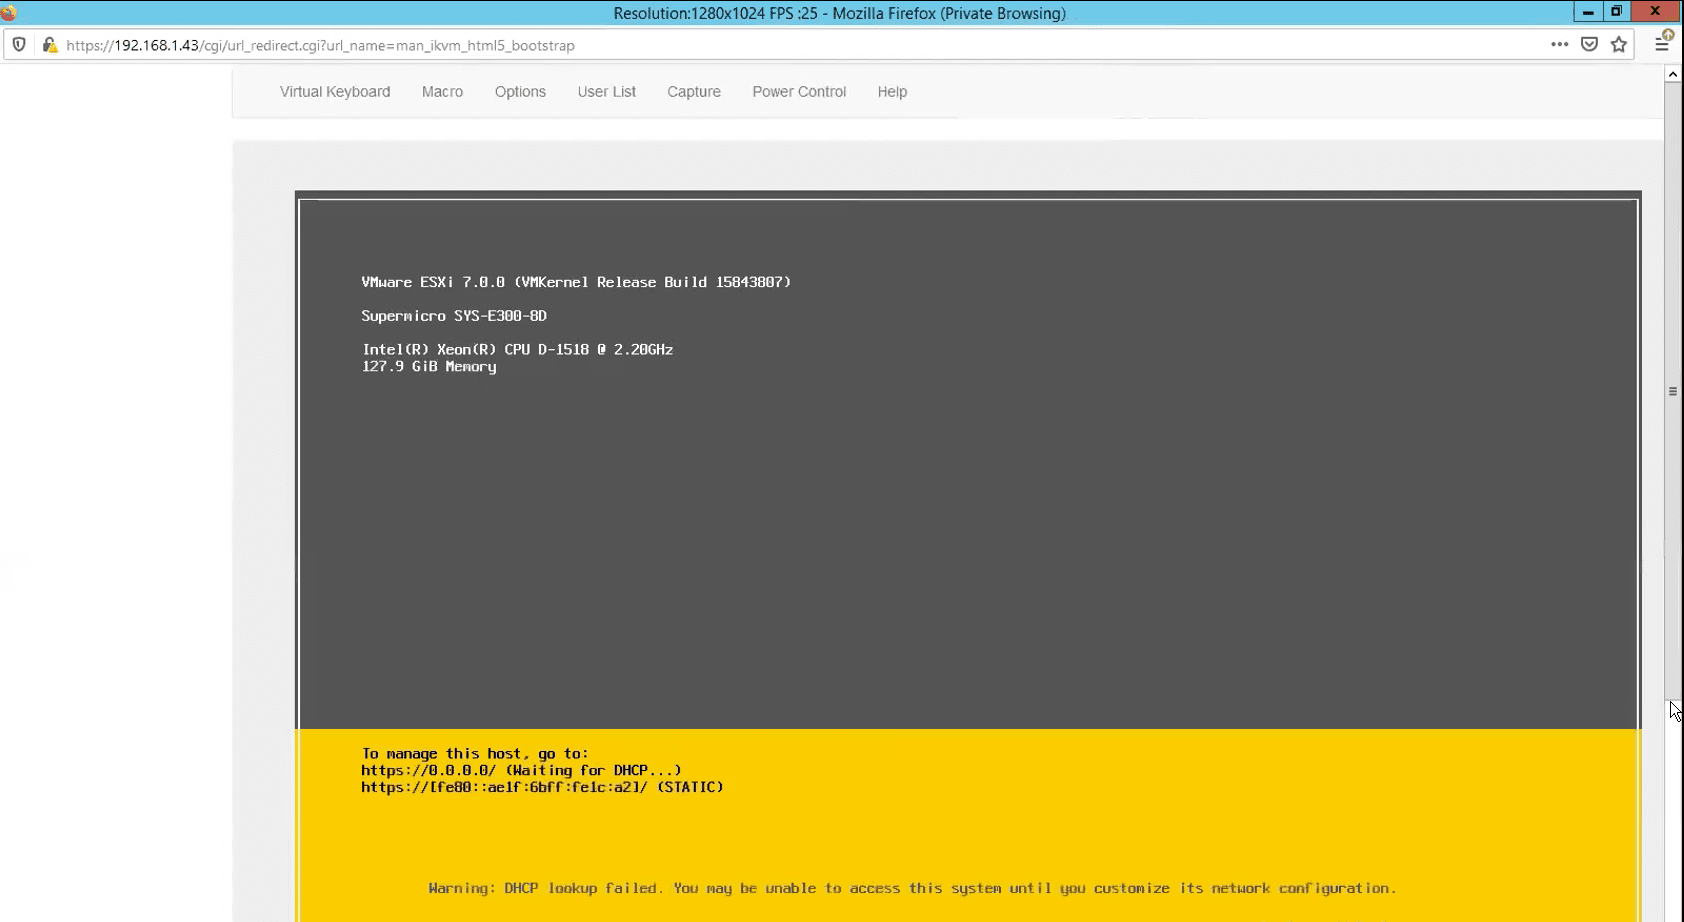 Resolution:1280x1024 FPS :25 - Mozilla Firefox (Private Browsing)
https://192.168.1.43/cgi/url_redirect.cgi?url_name=man_ikvm_html5_bootstrap
Virtual Keyboard Macro Options User List Capture Power Control Help
VMware ESXi 7.0.0 (VMKernel Release Build 15843807)
Supermicro SYS-E300-8D
Intel(R) Xeon(R) CPU D-1518 @ 2.20GHz
127.9 GiB Memory
To manage this host, go to:
https://0.0.0.0/ (Waiting for DHCP...)
https://[fe80::ae1f:6bff:fe1c:a2]/ (STATIC)
Warning: DHCP lookup failed. You may be unable to access this system until you customize its network configuration.